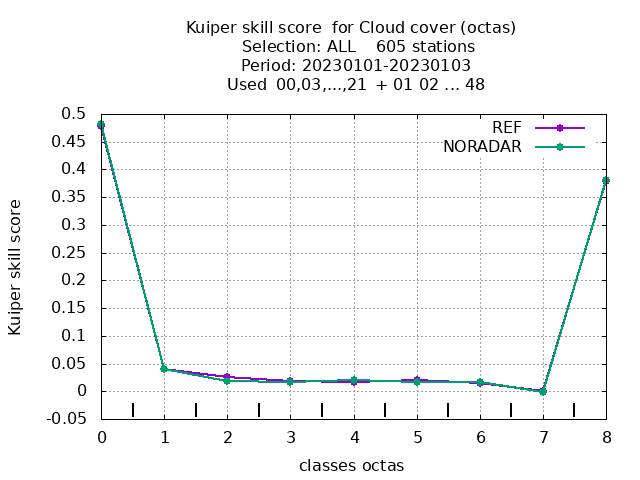 Kuiper skill score  for Cloud cover (octas)
Selection: ALL    605 stations
Period: 20230101-20230103
Used  00,03,...,21  + 01 02 ... 48
REF
NORADAR
0.5
0.45
0.4
0.35
0.3
0.25
0.2
0.15
0.1
0.05
0
-0.05
Kuiper skill score
0 1 2 3 4 5 6 7 8
classes octas